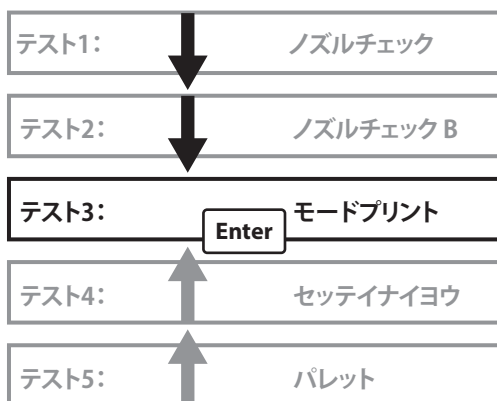 テスト1： ノズルチェック
テスト2： ノズルチェック B
テスト3： モードプリント
Enter
テスト4： セッテイナイヨウ
テスト5： パレット